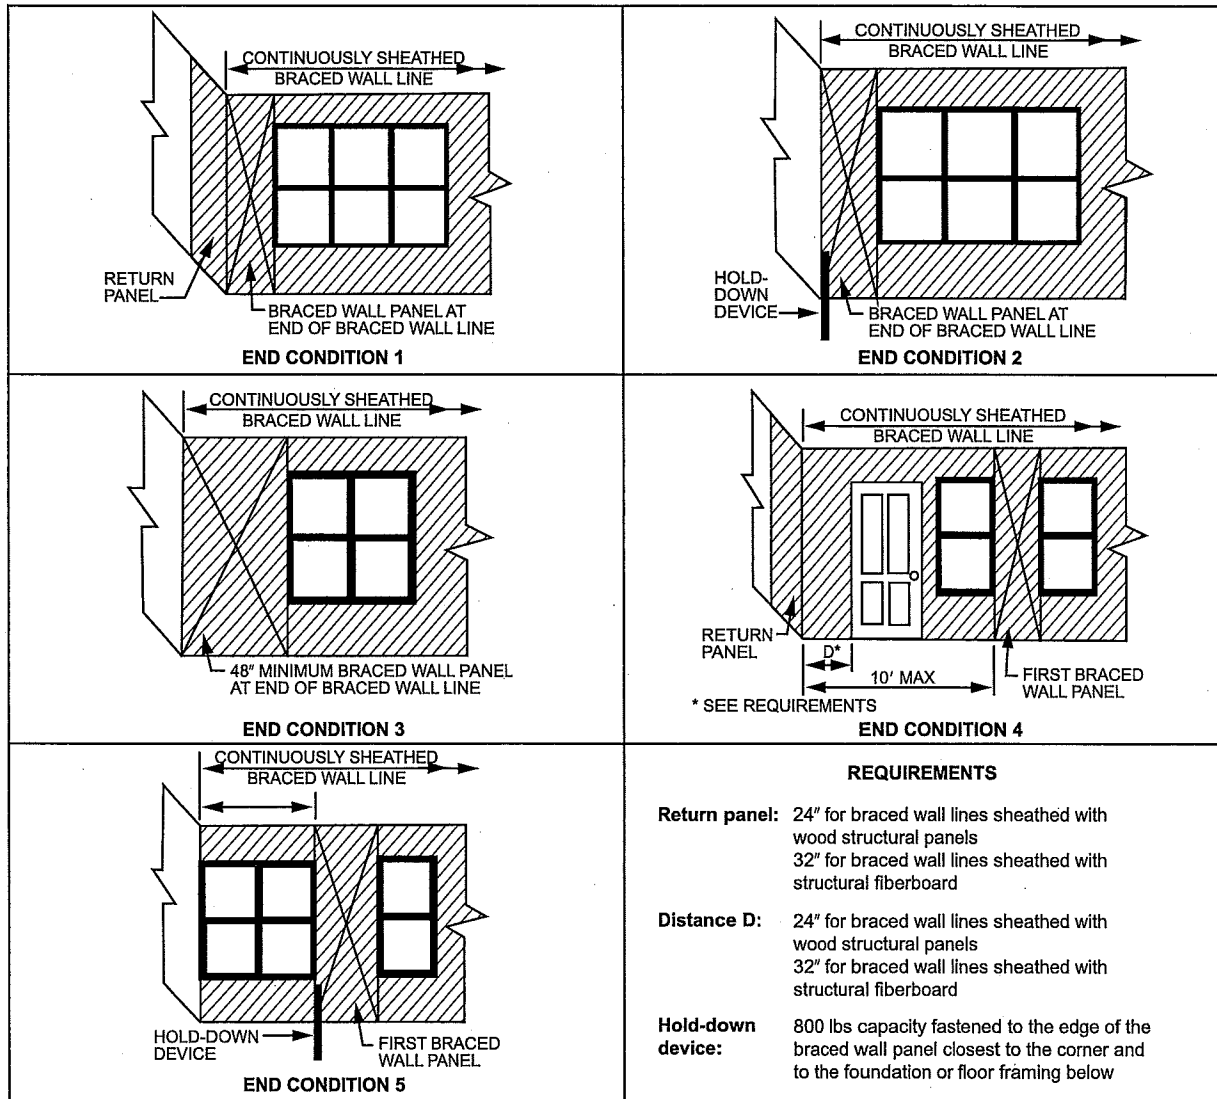 CONTINUOUSLY SHEATHED
BRACED WALL LINE
RETURN
PANEL
BRACED WALL PANEL AT
END OF BRACED WALL LINE
END CONDITION 1
CONTINUOUSLY SHEATHED
BRACED WALL LINE
HOLD-
DOWN
DEVICE
BRACED WALL PANEL AT
END OF BRACED WALL LINE
END CONDITION 2
CONTINUOUSLY SHEATHED
BRACED WALL LINE
48" MINIMUM BRACED WALL PANEL
AT END OF BRACED WALL LINE
END CONDITION 3
CONTINUOUSLY SHEATHED
BRACED WALL LINE
RETURN
PANEL
D*
10' MAX
FIRST BRACED
WALL PANEL
* SEE REQUIREMENTS
END CONDITION 4
CONTINUOUSLY SHEATHED
BRACED WALL LINE
HOLD-DOWN
DEVICE
FIRST BRACED
WALL PANEL
END CONDITION 5
REQUIREMENTS
Return panel: 24" for braced wall lines sheathed with
wood structural panels
32" for braced wall lines sheathed with
structural fiberboard
Distance D: 24" for braced wall lines sheathed with
wood structural panels
32" for braced wall lines sheathed with
structural fiberboard
Hold-down 800 lbs capacity fastened to the edge of the
device: braced wall panel closest to the corner and
to the foundation or floor framing below